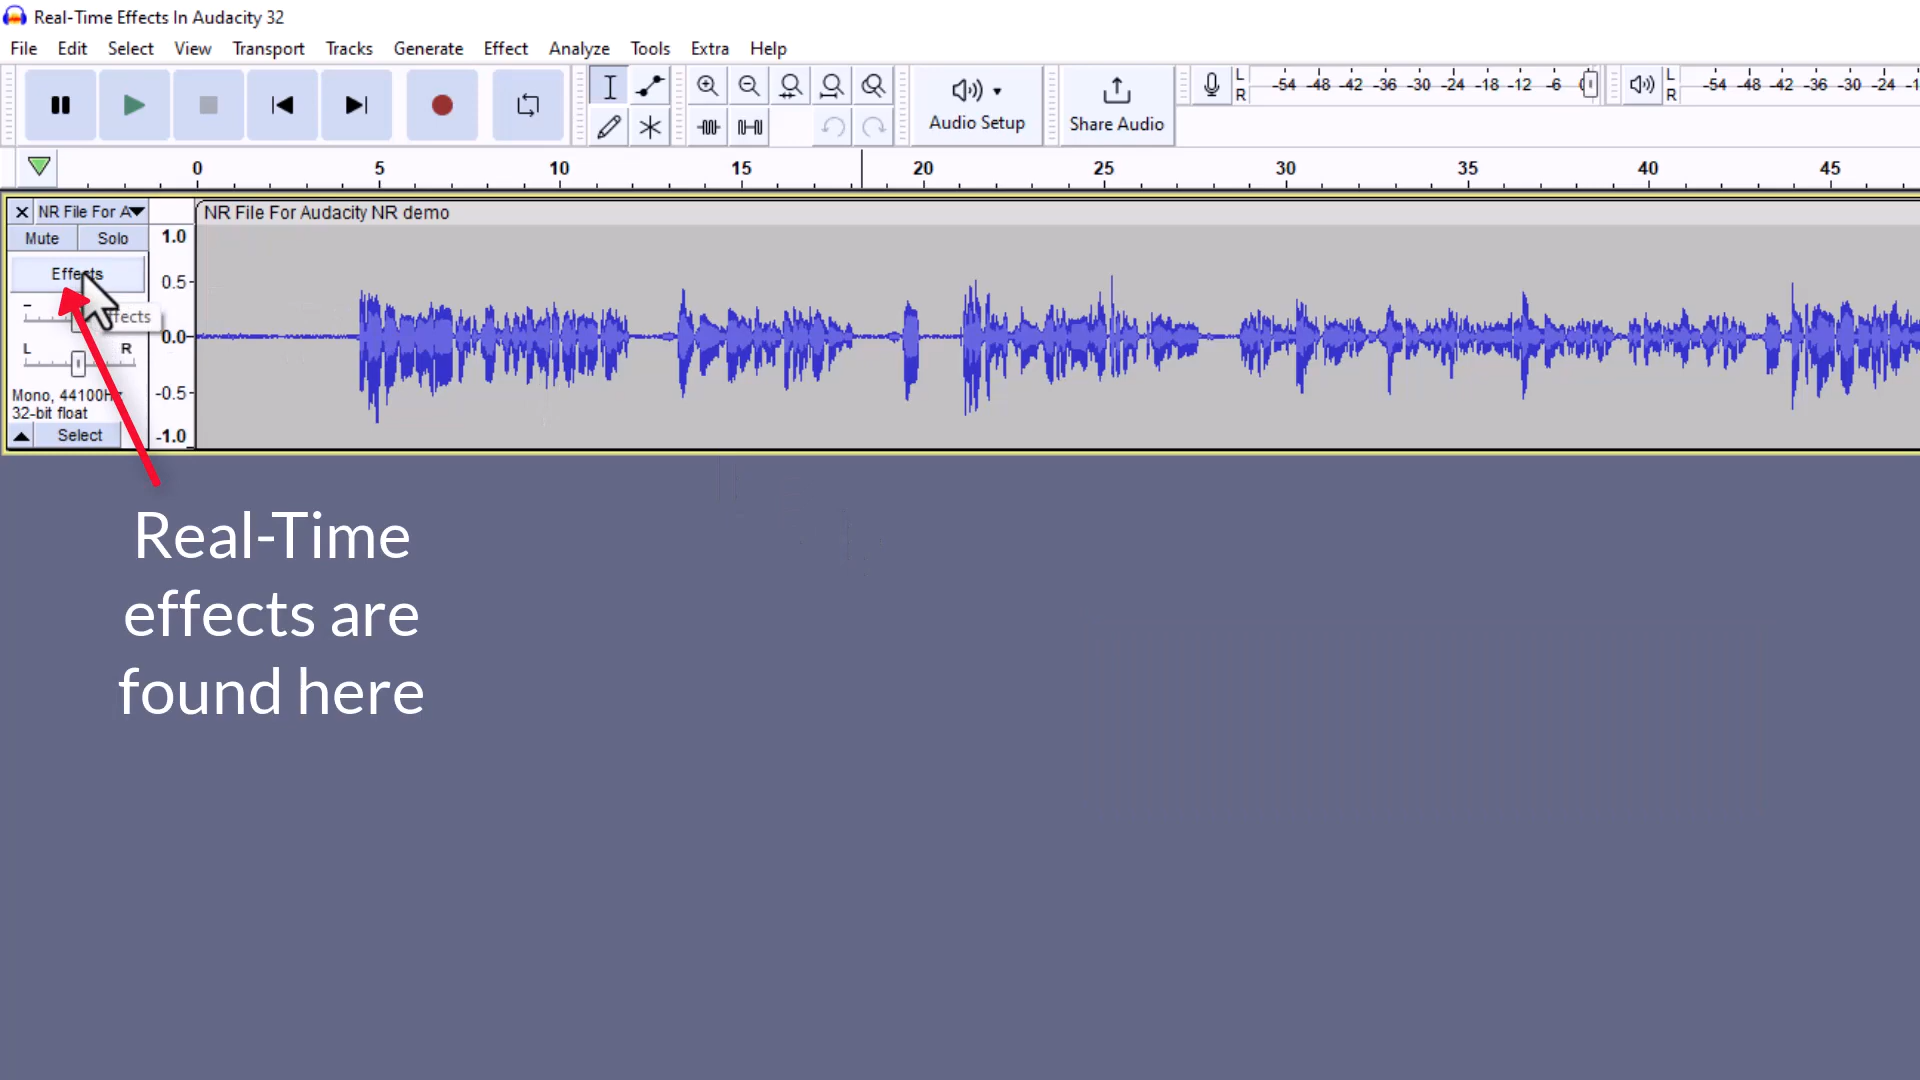 Real-Time Effects In Audacity 32
File Edit Select View Transport Tracks Generate Effect Analyze Tools Extra Help
L
R
-54 -48 -42 -36 -30 -24 -18 -12 -6
L
R
-54 -48 -42 -36 -30 -24
Audio Setup
Share Audio
0 5 10 15 20 25 30 35 40 45
NR File For A
NR File For Audacity NR demo
Mute Solo
Effects
1.0
0.5
0.0
-0.5
-1.0
L R
Mono, 44100Hz
32-bit float
Select
Real-Time
effects are
found here